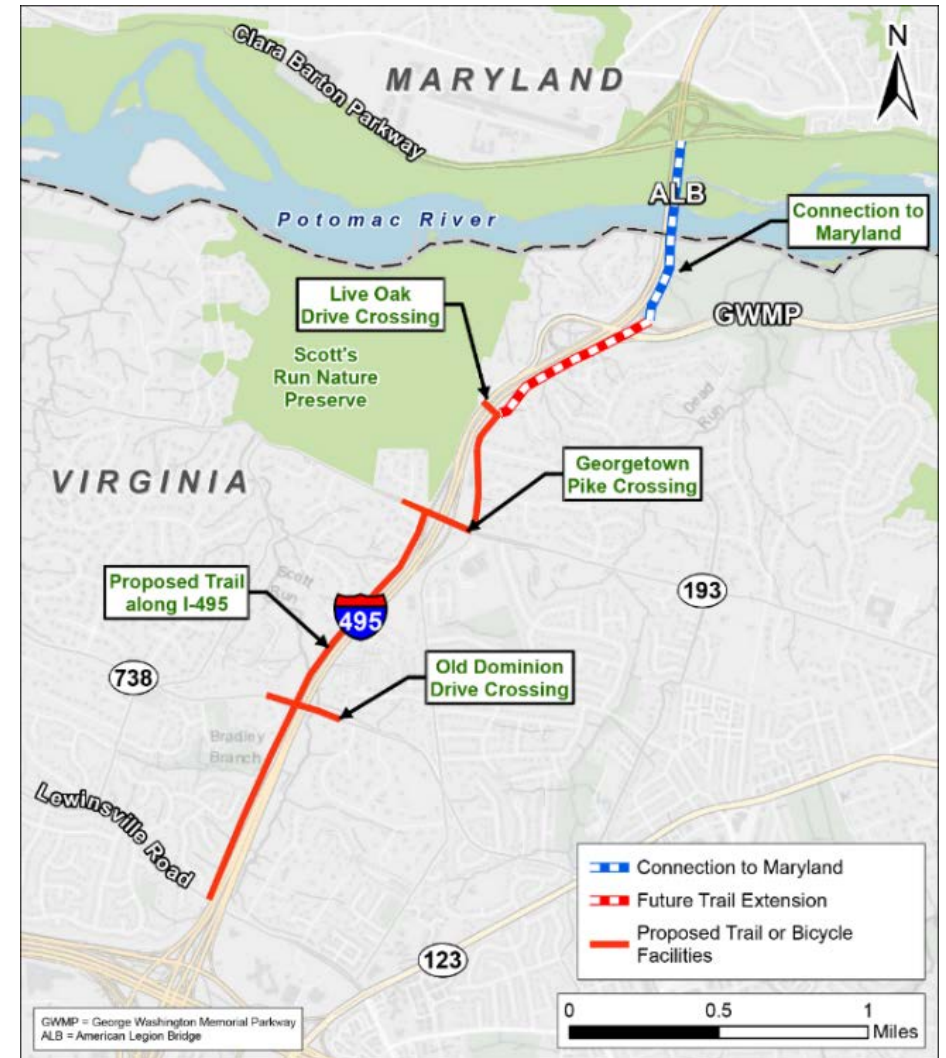 N
Clara Barton Parkway
MARYLAND
ALB
Connection to
Maryland
Potomac River
Live Oak
Drive Crossing
GWMP
Scott's
Run Nature
Preserve
Dead
Run
VIRGINIA
Georgetown
Pike Crossing
Proposed Trail
along I-495
Scott
Run
193
495
738
Old Dominion
Drive Crossing
Bradley
Branch
Lewinsville Road
Connection to Maryland
Future Trail Extension
Proposed Trail or Bicycle
Facilities
123
GWMP = George Washington Memorial Parkway
ALB = American Legion Bridge
0 0.5 1
Miles